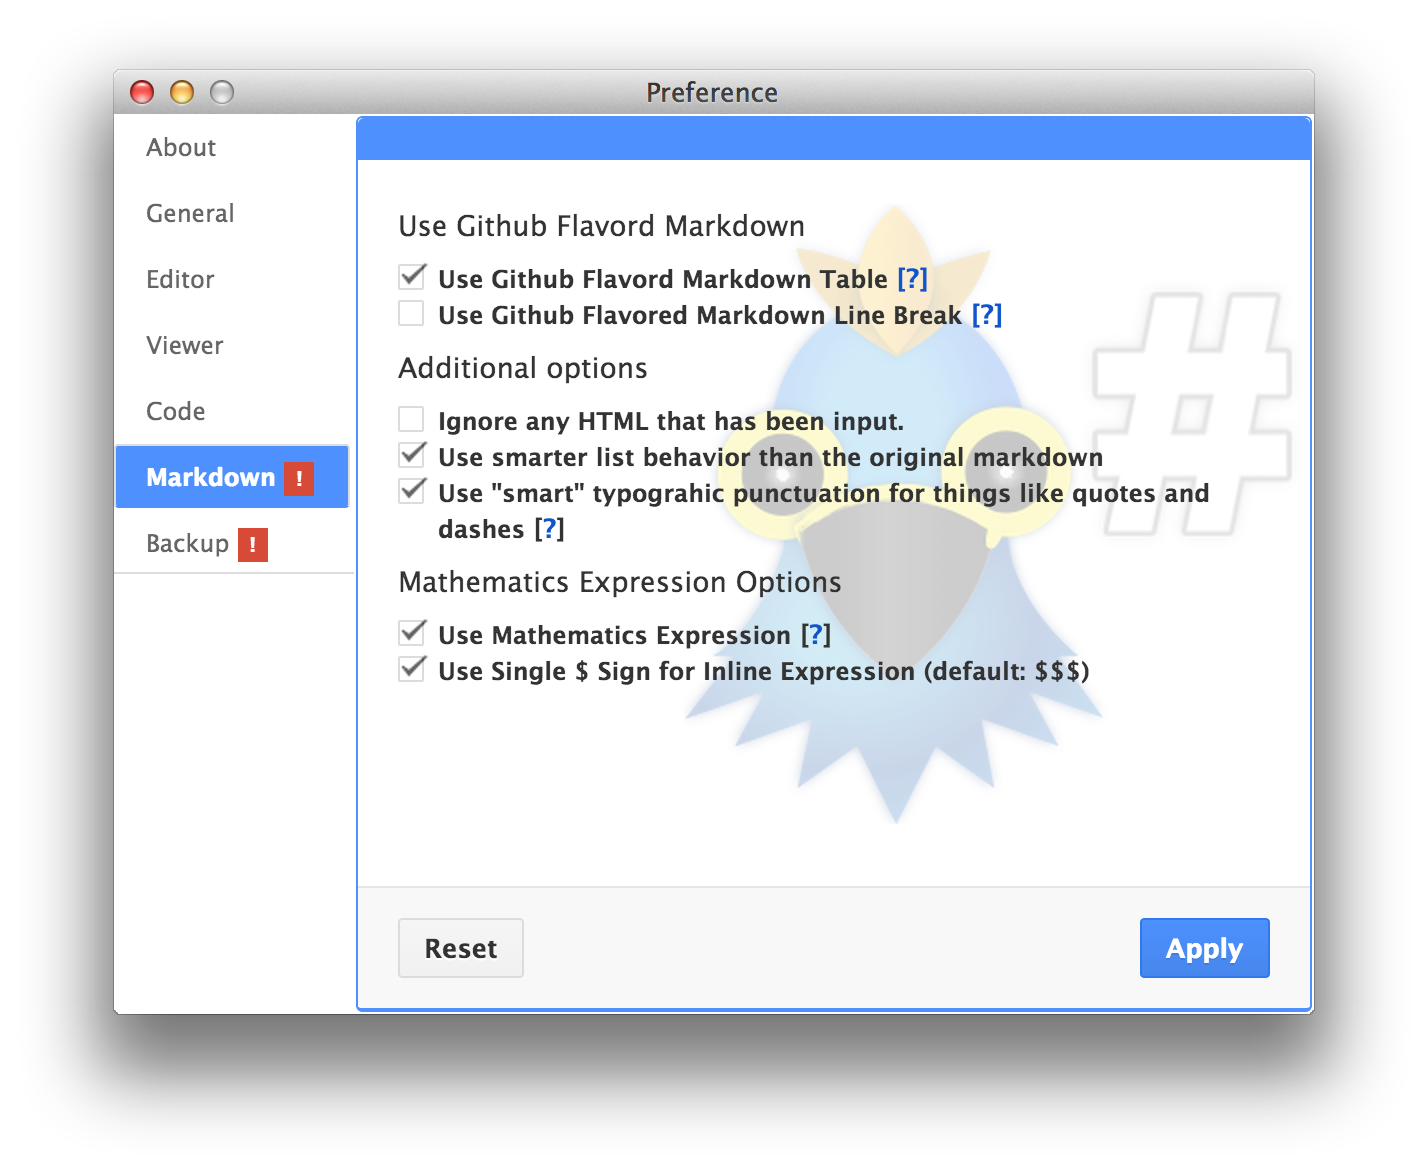 Preference
About
General
Editor
Viewer
Code
Markdown !
Backup !
Use Github Flavord Markdown
Use Github Flavord Markdown Table [?]
Use Github Flavored Markdown Line Break [?]
Additional options
Ignore any HTML that has been input.
Use smarter list behavior than the original markdown
Use "smart" typograhic punctuation for things like quotes and
dashes [?]
Mathematics Expression Options
Use Mathematics Expression [?]
Use Single $ Sign for Inline Expression (default: $$$)
#
Reset
Apply